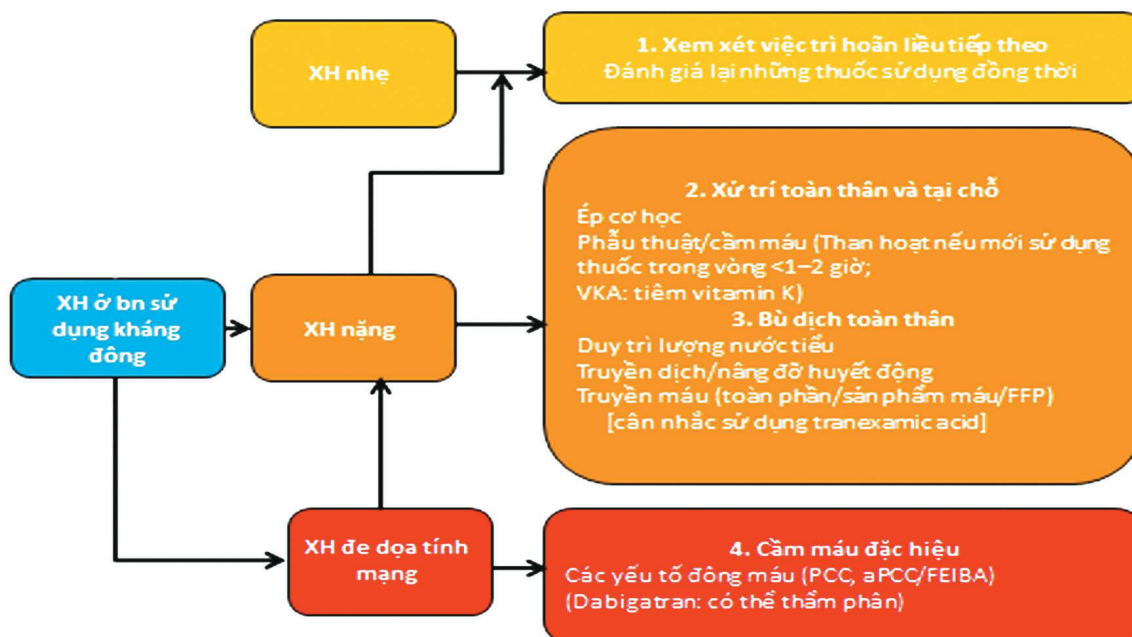 XH nhẹ
1. Xem xét việc trì hoãn liều tiếp theo
Đánh giá lại những thuốc sử dụng đồng thời
XH ở bn sử
dụng kháng
đông
XH nặng
2. Xử trí toàn thân và tại chỗ
Ép cơ học
Phẫu thuật/cầm máu (Than hoạt nếu mới sử dụng
thuốc trong vòng <1–2 giờ;
VKA: tiêm vitamin K)
3. Bù dịch toàn thân
Duy trì lượng nước tiểu
Truyền dịch/nâng đỡ huyết động
Truyền máu (toàn phần/sản phẩm máu/FFP)
[cân nhắc sử dụng tranexamic acid]
XH đe dọa tính
mạng
4. Cầm máu đặc hiệu
Các yếu tố đông máu (PCC, aPCC/FEIBA)
(Dabigatran: có thể thẩm phân)